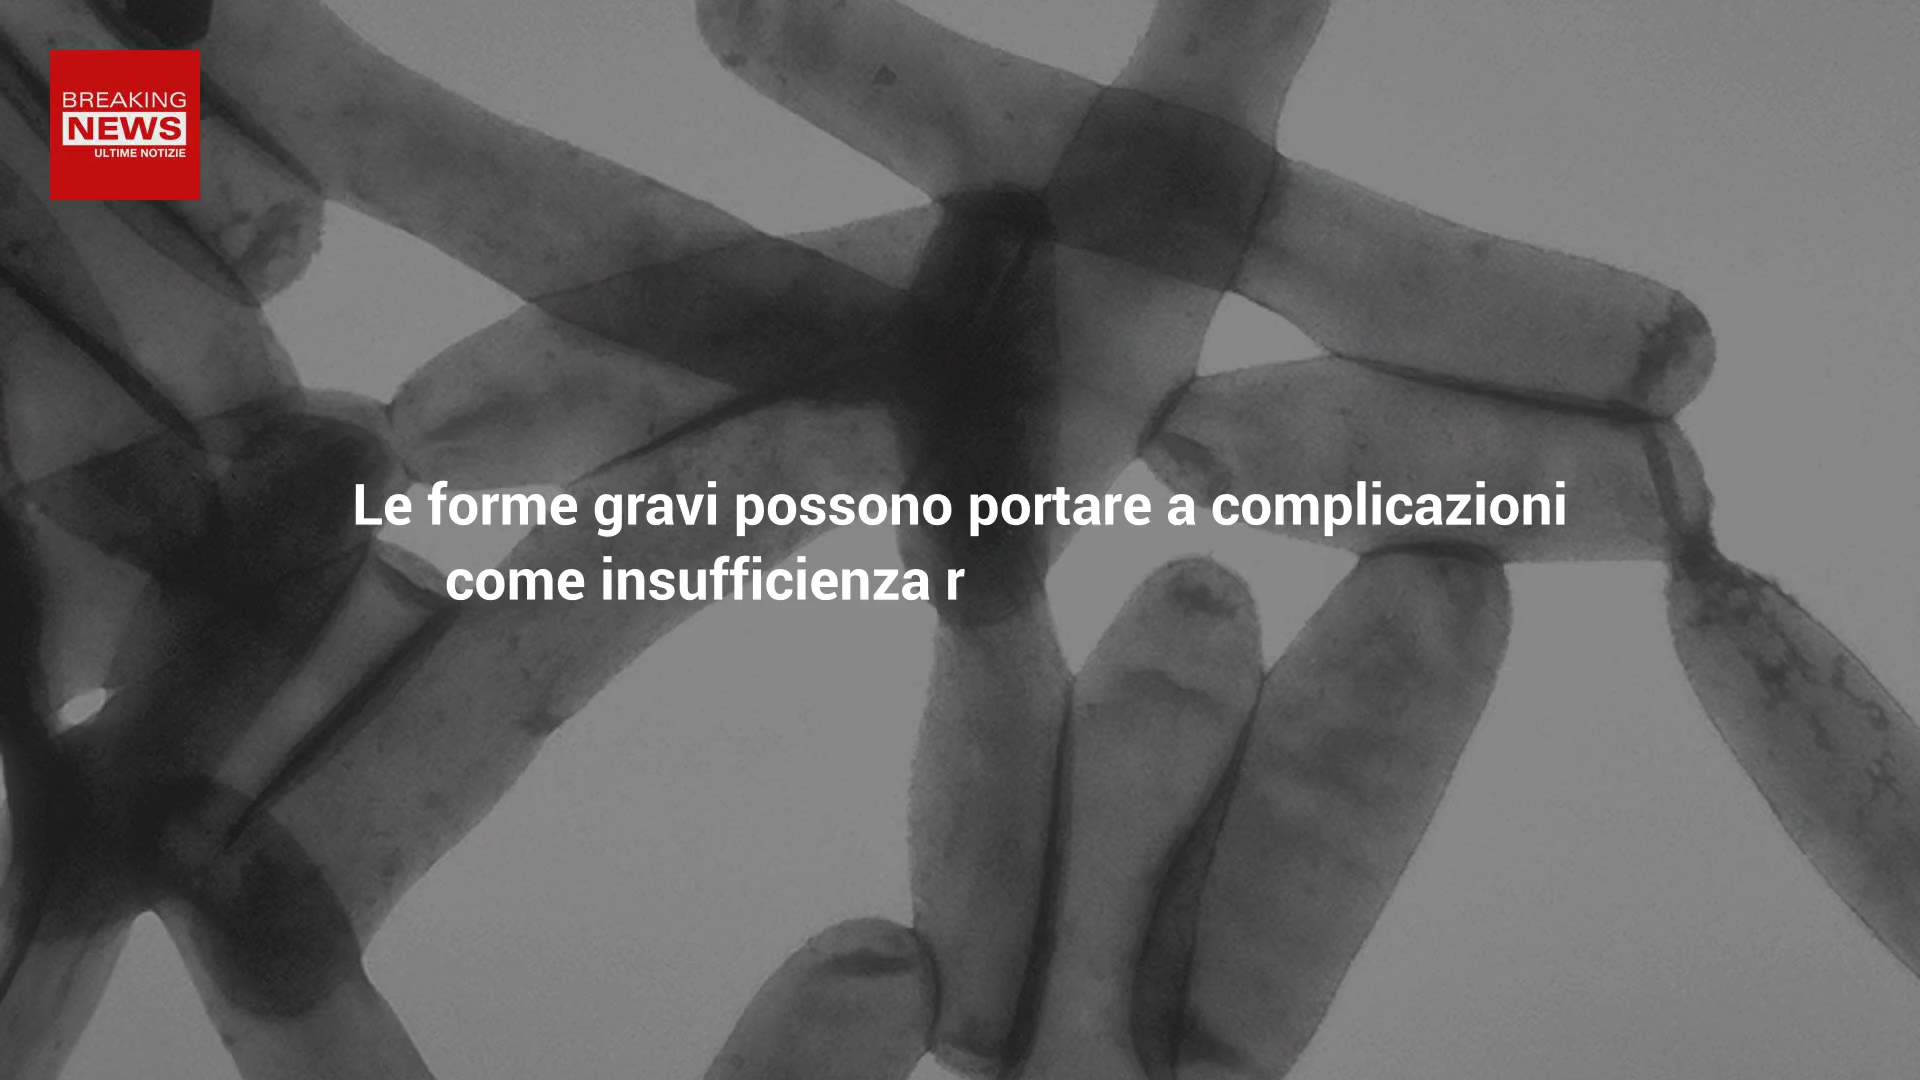 BREAKING
NEWS
ULTIME NOTIZIE
Le forme gravi possono portare a complicazioni
come insufficienza r